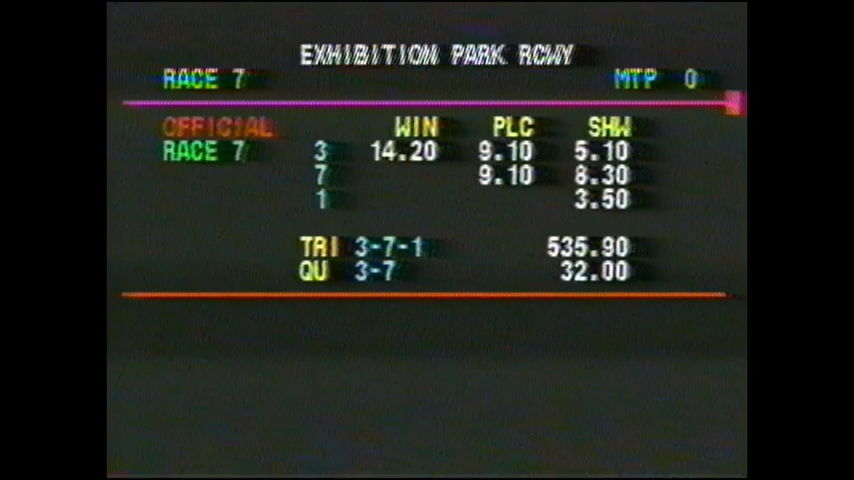 EXHIBITION PARK RCWY
RACE 7 MTP 0
OFFICIAL WIN PLC SHW
RACE 7 3 14.20 9.10 5.10
7 9.10 8.30
1 3.50
TRI 3-7-1 535.90
QU 3-7 32.00